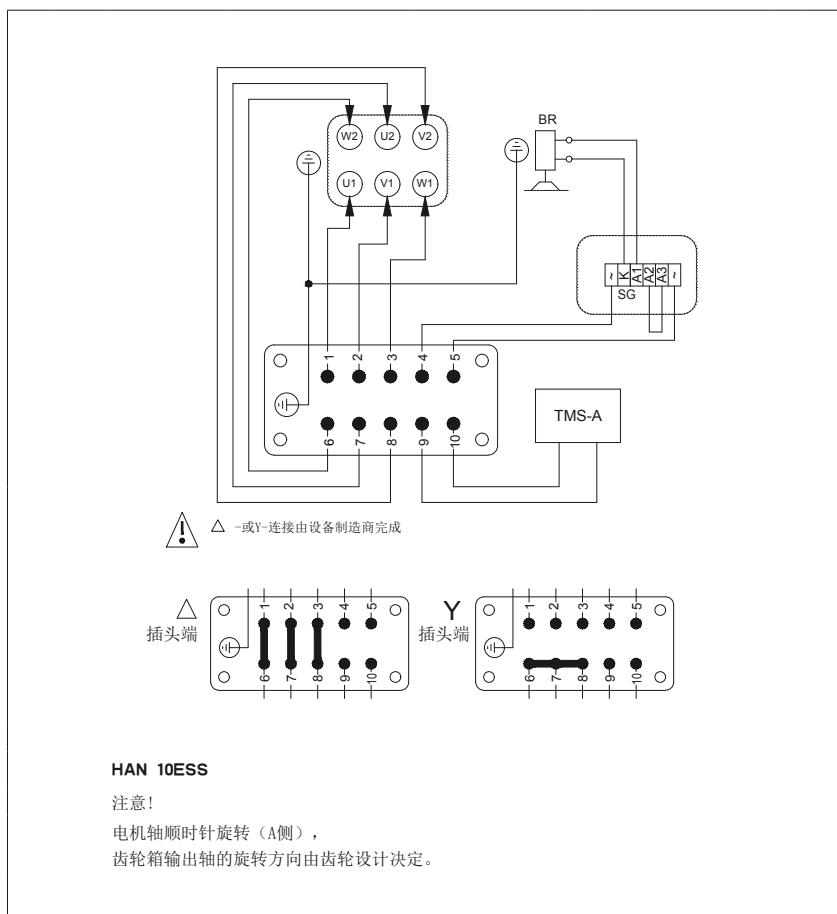 W2 U2 V2
U1 V1 W1
BR
~ K A1 A2 A3 ~
SG
1 2 3 4 5
6 7 8 9 10
TMS-A
△ -或Y-连接由设备制造商完成
△
插头端
1 2 3 4 5
6 7 8 9 10
Y
插头端
1 2 3 4 5
6 7 8 9 10
HAN 10ESS
注意!
电机轴顺时针旋转（A侧），
齿轮箱输出轴的旋转方向由齿轮设计决定。